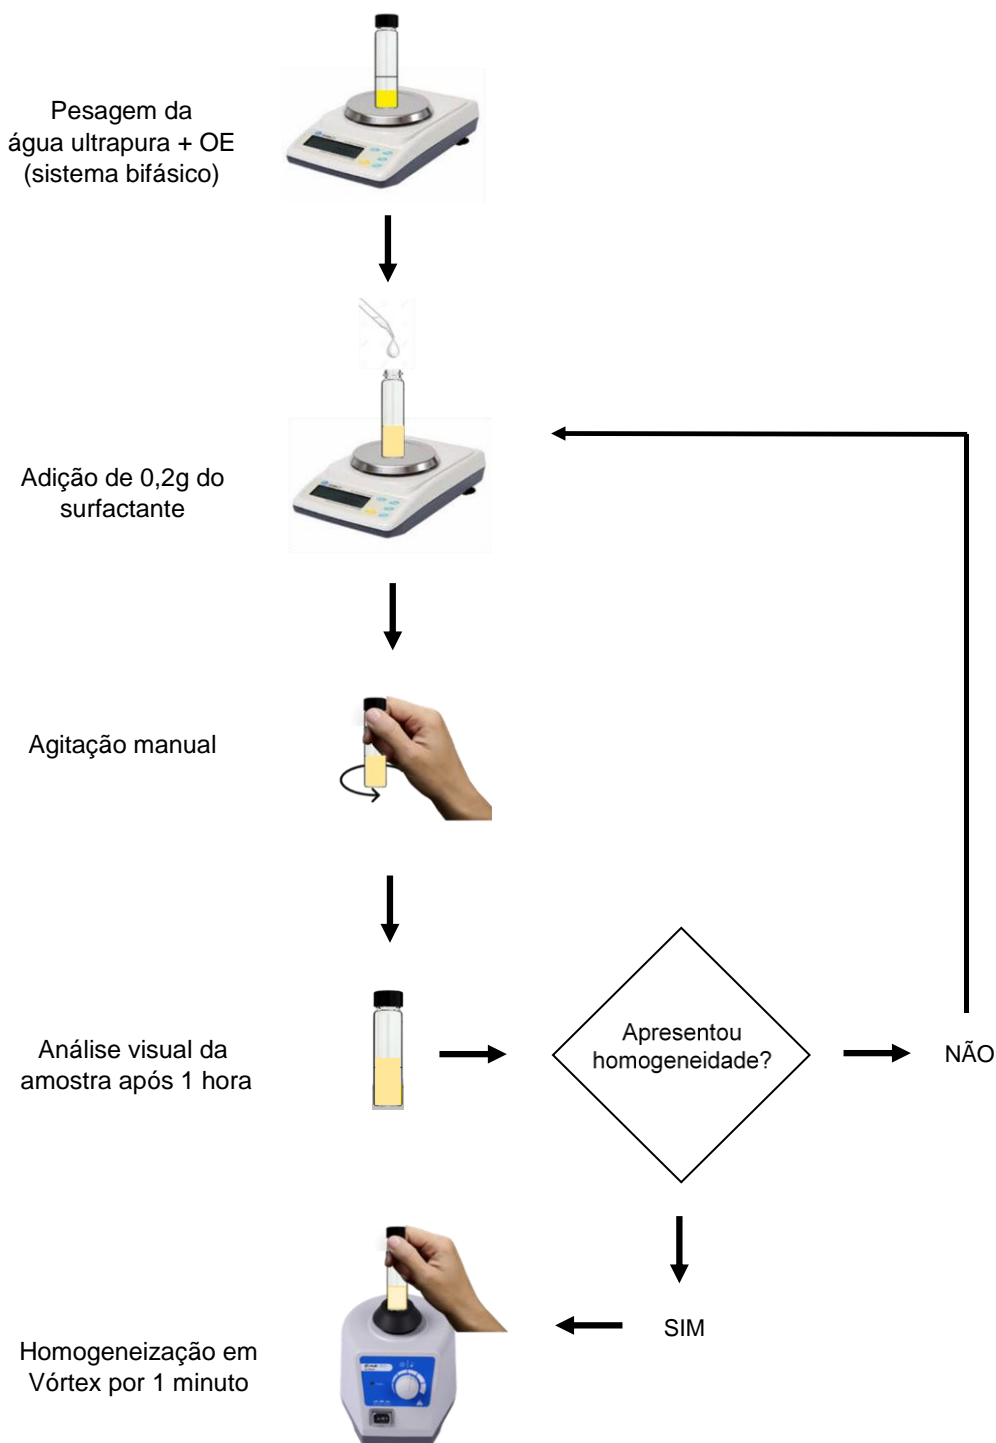 Pesagem da
água ultrapura + OE
(sistema bifásico)
Adição de 0,2g do
surfactante
Agitação manual
Análise visual da
amostra após 1 hora
Apresentou
homogeneidade?
NÃO
SIM
Homogeneização em
Vórtex por 1 minuto